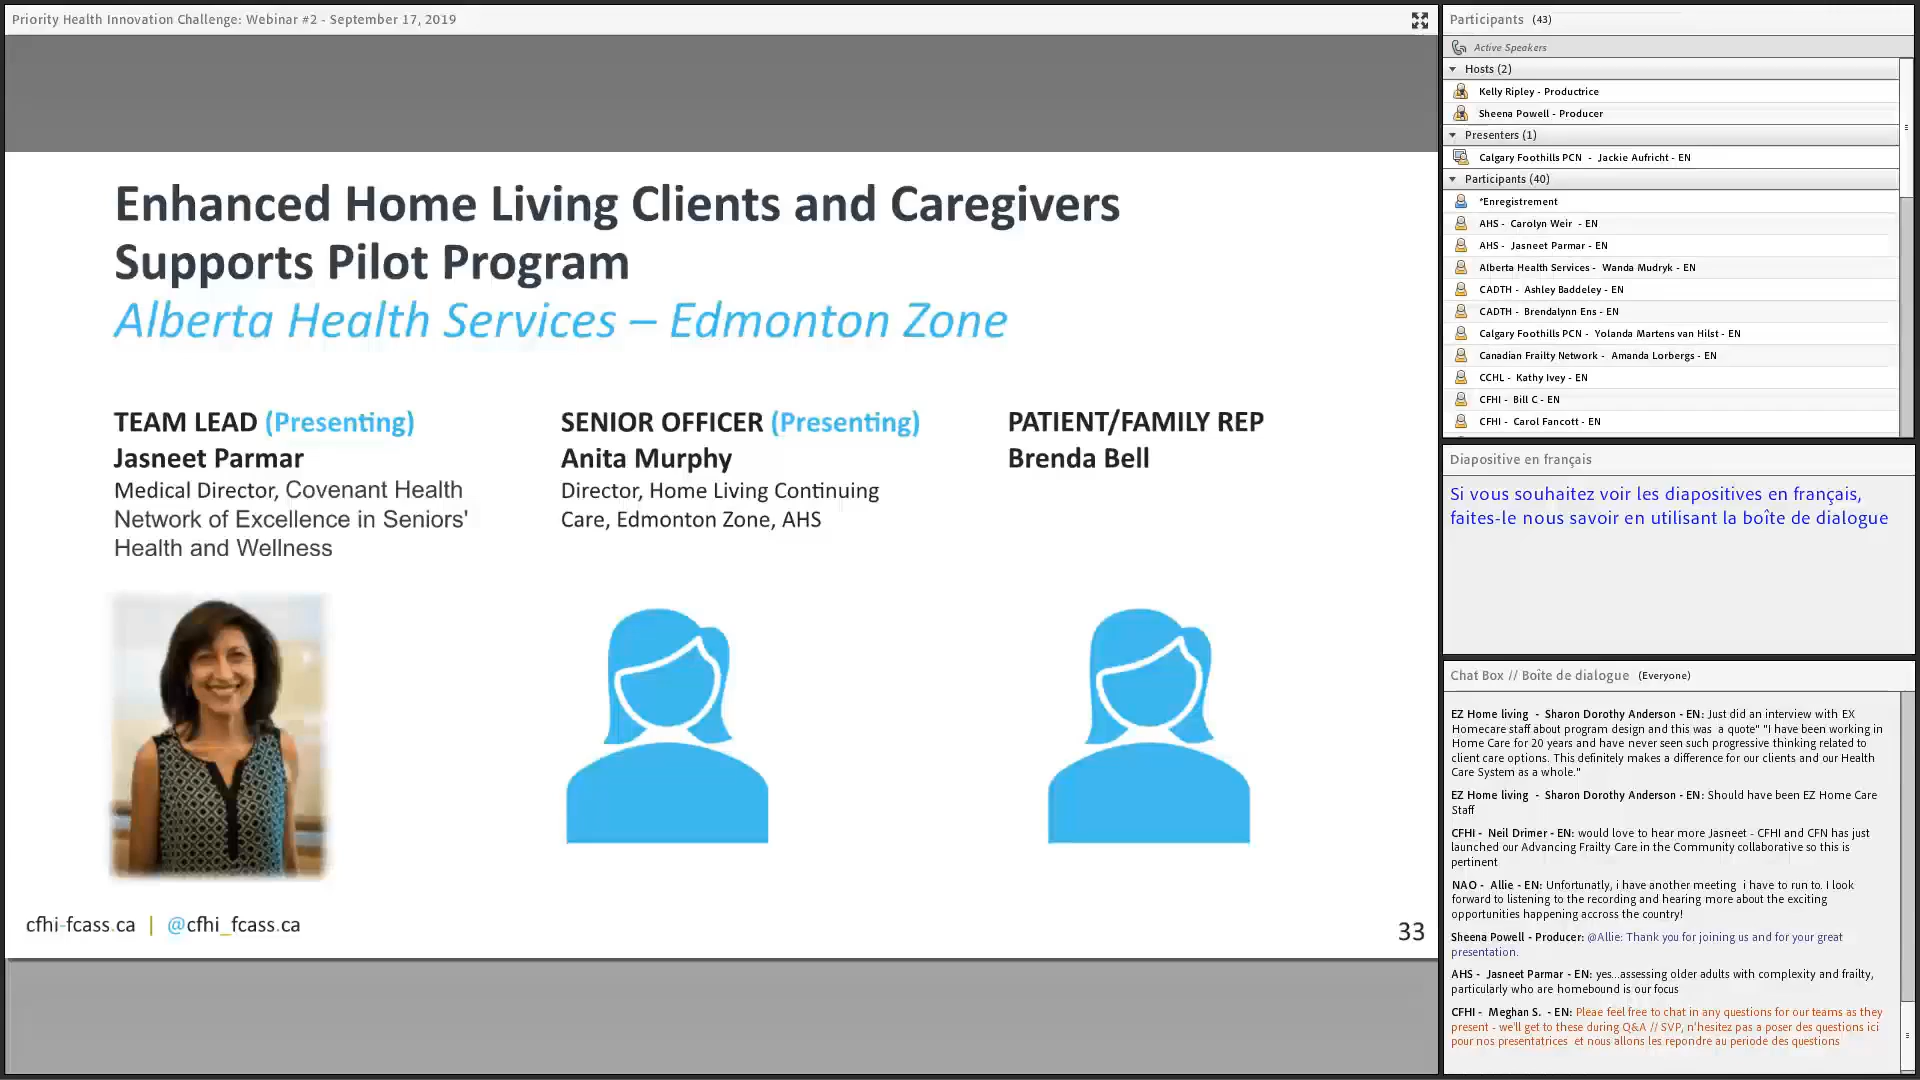 Priority Health Innovation Challenge: Webinar #2 - September 17, 2019
Enhanced Home Living Clients and Caregivers
Supports Pilot Program
Alberta Health Services – Edmonton Zone
TEAM LEAD (Presenting)
Jasneet Parmar
Medical Director, Covenant Health
Network of Excellence in Seniors'
Health and Wellness
SENIOR OFFICER (Presenting)
Anita Murphy
Director, Home Living Continuing
Care, Edmonton Zone, AHS
PATIENT/FAMILY REP
Brenda Bell
cfhi-fcass.ca | @cfhi_fcass.ca
33
Participants (43)
Active Speakers
Hosts (2)
Kelly Ripley - Productrice
Sheena Powell - Producer
Presenters (1)
Calgary Foothills PCN - Jackie Aufricht - EN
Participants (40)
*Enregistrement
AHS - Carolyn Weir - EN
AHS - Jasneet Parmar - EN
Alberta Health Services - Wanda Mudryk - EN
CADTH - Ashley Baddeley - EN
CADTH - Brendalynn Ens - EN
Calgary Foothills PCN - Yolanda Martens van Hilst - EN
Canadian Frailty Network - Amanda Lorbergs - EN
CCHL - Kathy Ivey - EN
CFHI - Bill C - EN
CFHI - Carol Fancott - EN
Diapositive en français
Si vous souhaitez voir les diapositives en français,
faites-le nous savoir en utilisant la boîte de dialogue
Chat Box // Boîte de dialogue (Everyone)
EZ Home living - Sharon Dorothy Anderson - EN: Just did an interview with EX
Homecare staff about program design and this was a quote" "I have been working in
Home Care for 20 years and have never seen such progressive thinking related to
client care options. This definitely makes a difference for our clients and our Health
Care System as a whole."
EZ Home living - Sharon Dorothy Anderson - EN: Should have been EZ Home Care
Staff
CFHI - Neil Drimer - EN: would love to hear more Jasneet - CFHI and CFN has just
launched our Advancing Frailty Care in the Community collaborative so this is
pertinent
NAO - Allie - EN: Unfortunatly, i have another meeting i have to run to. I look
forward to listening to the recording and hearing more about the exciting
opportunities happening accross the country!
Sheena Powell - Producer: @Allie: Thank you for joining us and for your great
presentation.
AHS - Jasneet Parmar - EN: yes...assessing older adults with complexity and frailty,
particularly who are homebound is our focus
CFHI - Meghan S. - EN: Pleae feel free to chat in any questions for our teams as they
present - we'll get to these during Q&A // SVP, n'hesitez pas a poser des questions ici
pour nos presentatrices et nous allons les repondre au periode des questions